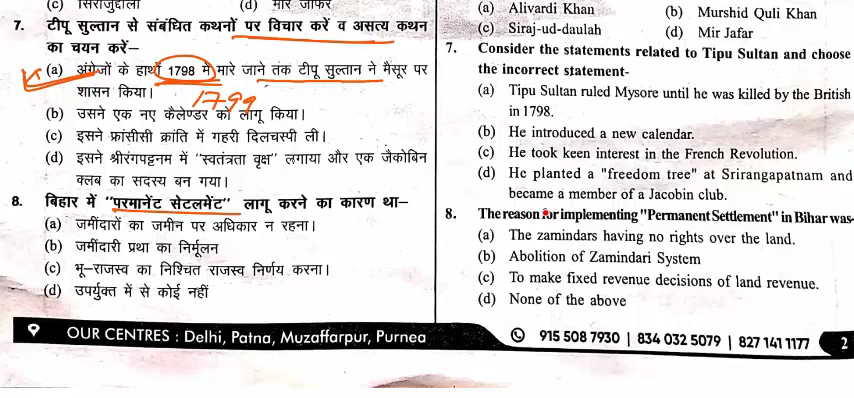 (c) सिराजुद्दौला (d) मीर जाफर
7. टीपू सुल्तान से संबंधित कथनों पर विचार करें व असत्य कथन
का चयन करें–
(a) अंग्रेजों के हाथों 1798 में मारे जाने तक टीपू सुल्तान ने मैसूर पर
शासन किया।
1799
(b) उसने एक नए कैलेण्डर को लागू किया।
(c) इसने फ्रांसीसी क्रांति में गहरी दिलचस्पी ली।
(d) इसने श्रीरंगपट्टनम में "स्वतंत्रता वृक्ष" लगाया और एक जैकोबिन
क्लब का सदस्य बन गया।
8. बिहार में "परमानेंट सेटलमेंट" लागू करने का कारण था–
(a) जमींदारों का जमीन पर अधिकार न रहना।
(b) जमींदारी प्रथा का निर्मूलन
(c) भू–राजस्व का निश्चित राजस्व निर्णय करना।
(d) उपर्युक्त में से कोई नहीं
(a) Alivardi Khan (b) Murshid Quli Khan
(c) Siraj-ud-daulah (d) Mir Jafar
7. Consider the statements related to Tipu Sultan and choose
the incorrect statement-
(a) Tipu Sultan ruled Mysore until he was killed by the British
in 1798.
(b) He introduced a new calendar.
(c) He took keen interest in the French Revolution.
(d) He planted a "freedom tree" at Srirangapatnam and
became a member of a Jacobin club.
8. The reason for implementing "Permanent Settlement" in Bihar was-
(a) The zamindars having no rights over the land.
(b) Abolition of Zamindari System
(c) To make fixed revenue decisions of land revenue.
(d) None of the above
OUR CENTRES : Delhi, Patna, Muzaffarpur, Purnea
915 508 7930 | 834 032 5079 | 827 141 1177 2